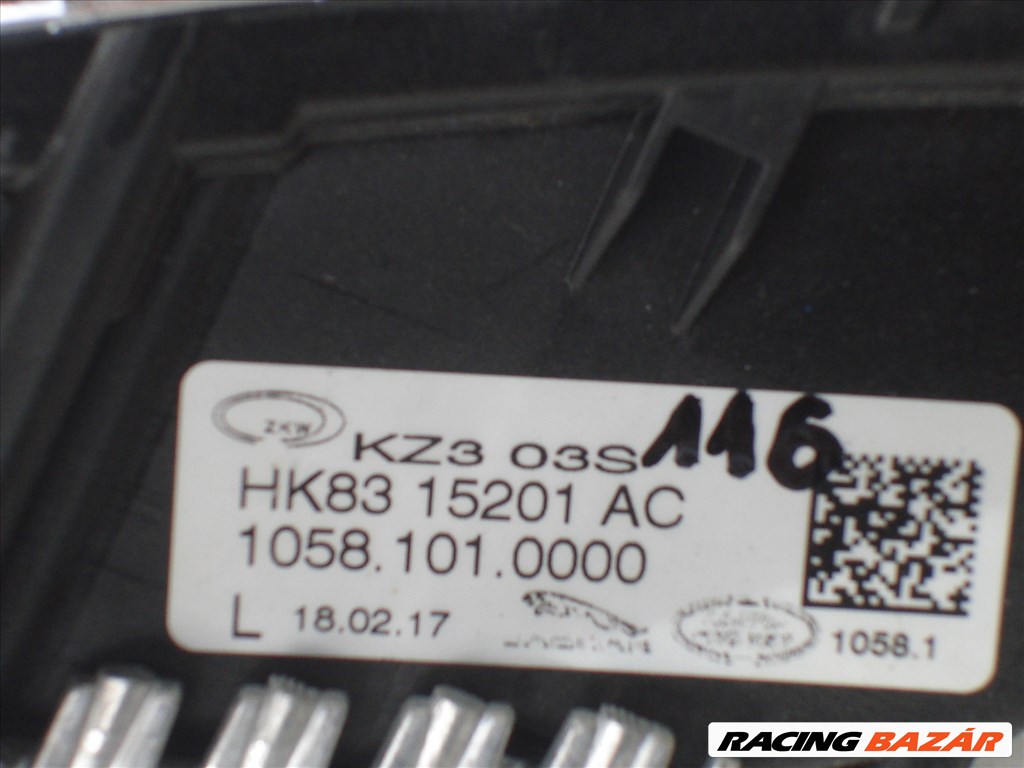 ZKW
KZ3 03S 116
HK83 15201 AC
1058.101.0000
L 18.02.17
JAGUAR
1058.1
RACING BAZÁR